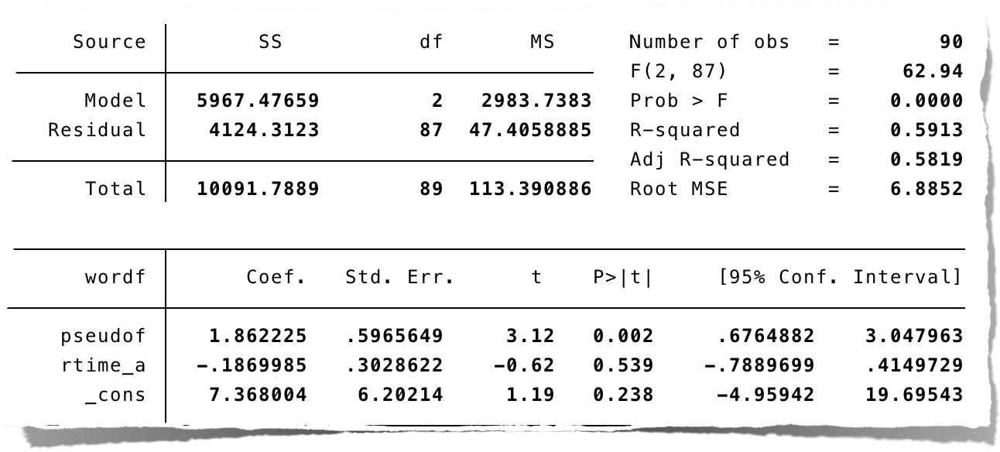 Source SS df MS Number of obs = 90
F(2, 87) = 62.94
Model 5967.47659 2 2983.7383 Prob > F = 0.0000
Residual 4124.3123 87 47.4058885 R-squared = 0.5913
Adj R-squared = 0.5819
Total 10091.7889 89 113.390886 Root MSE = 6.8852
wordf Coef. Std. Err. t P>|t| [95% Conf. Interval]
pseudof 1.862225 .5965649 3.12 0.002 .6764882 3.047963
rtime_a -.1869985 .3028622 -0.62 0.539 -.7889699 .4149729
_cons 7.368004 6.20214 1.19 0.238 -4.95942 19.69543